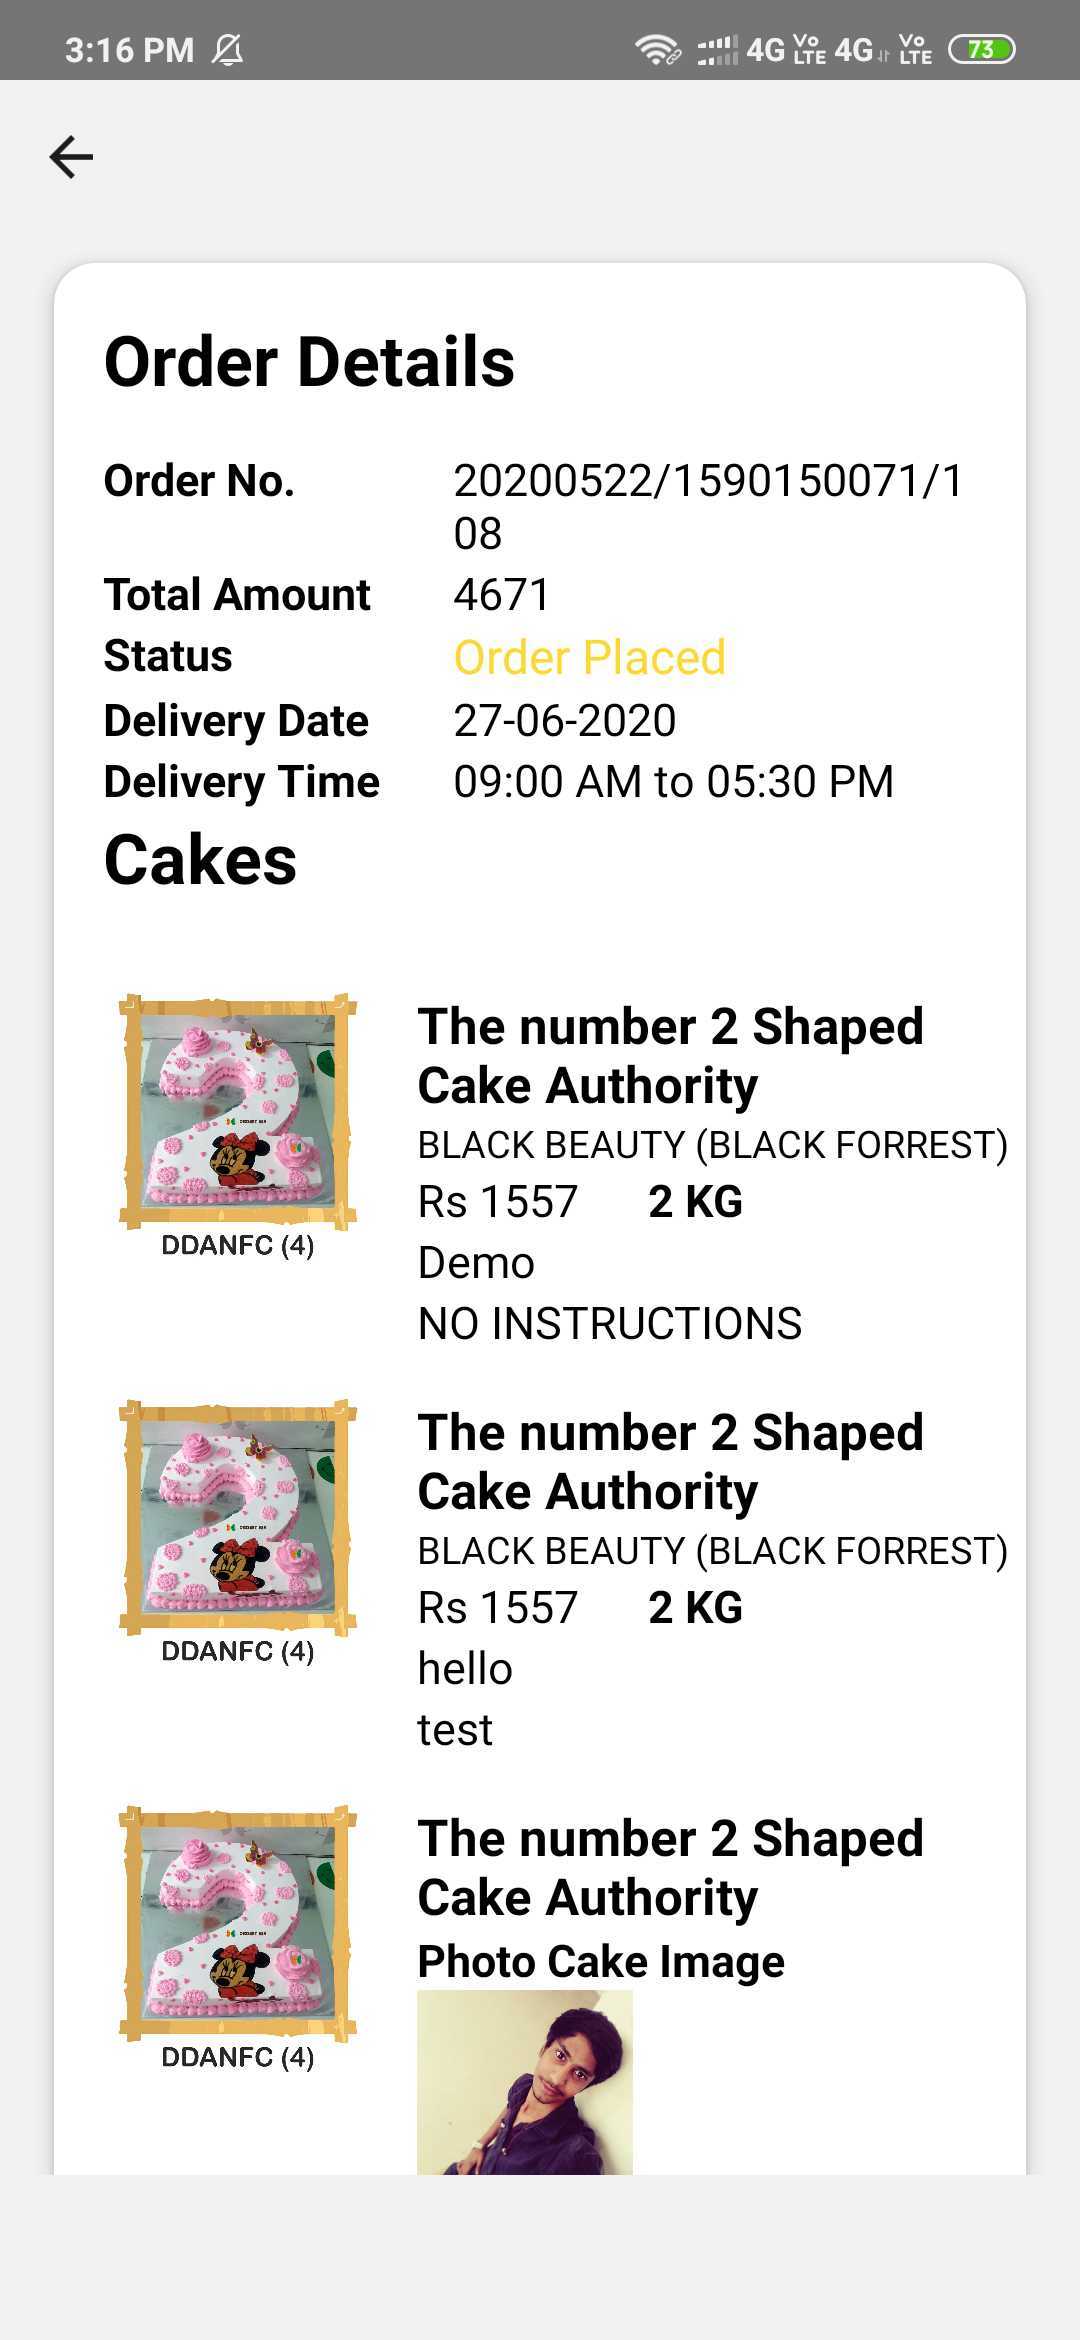 3:16 PM 4G Vo LTE 4G Vo LTE 73
Order Details
Order No. 20200522/1590150071/1
08
Total Amount 4671
Status Order Placed
Delivery Date 27-06-2020
Delivery Time 09:00 AM to 05:30 PM
Cakes
The number 2 Shaped
Cake Authority
BLACK BEAUTY (BLACK FORREST)
Rs 1557 2 KG
DDANFC (4)
Demo
NO INSTRUCTIONS
The number 2 Shaped
Cake Authority
BLACK BEAUTY (BLACK FORREST)
Rs 1557 2 KG
DDANFC (4)
hello
test
The number 2 Shaped
Cake Authority
Photo Cake Image
DDANFC (4)